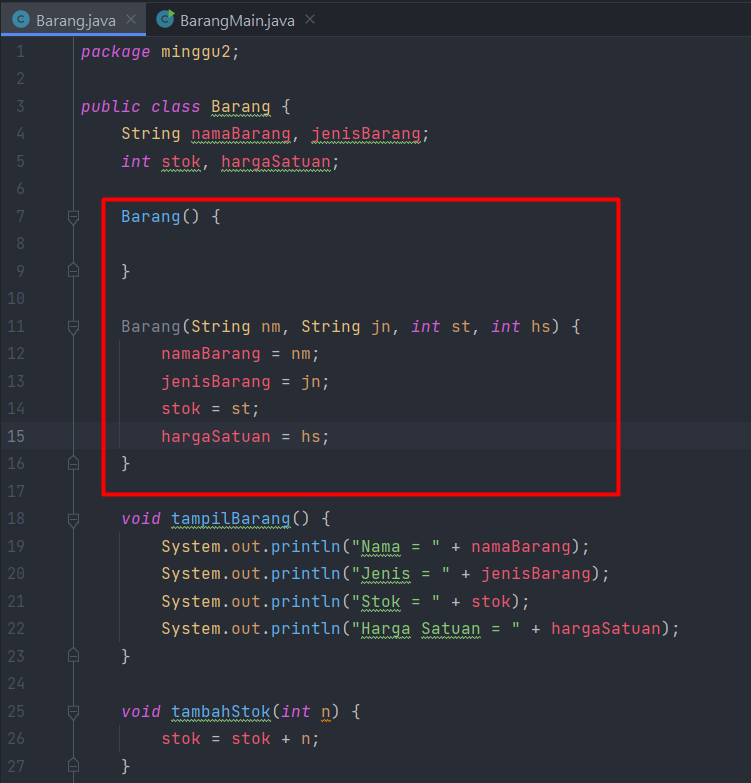 Barang.java BarangMain.java
1 package minggu2;
2
3 public class Barang {
4 String namaBarang, jenisBarang;
5 int stok, hargaSatuan;
6
7 Barang() {
8
9 }
10
11 Barang(String nm, String jn, int st, int hs) {
12 namaBarang = nm;
13 jenisBarang = jn;
14 stok = st;
15 hargaSatuan = hs;
16 }
17
18 void tampilBarang() {
19 System.out.println("Nama = " + namaBarang);
20 System.out.println("Jenis = " + jenisBarang);
21 System.out.println("Stok = " + stok);
22 System.out.println("Harga Satuan = " + hargaSatuan);
23 }
24
25 void tambahStok(int n) {
26 stok = stok + n;
27 }